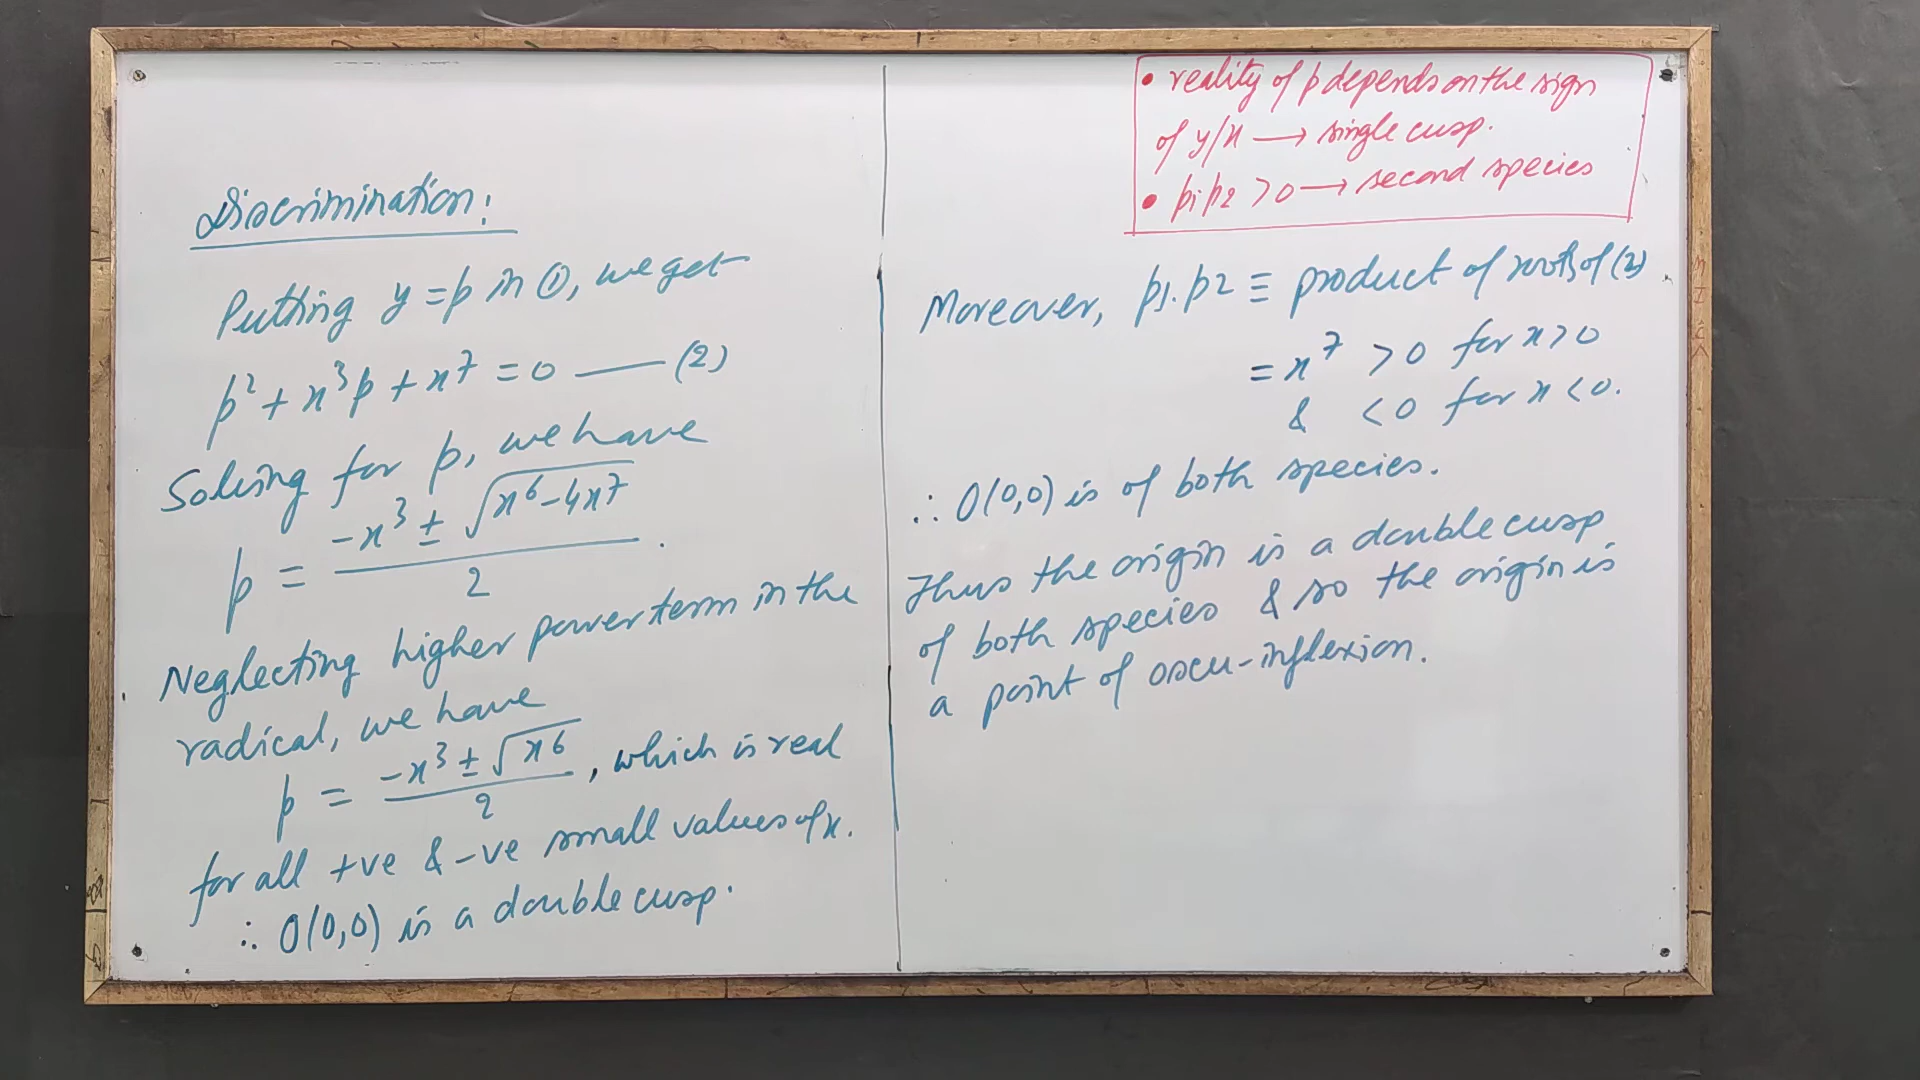 Discrimination:
Putting y = p in ①, we get
p² + x³p + x⁷ = 0 —— (2)
Solving for p, we have
p = (-x³ ± √(x⁶-4x⁷)) / 2.
Neglecting higher power term in the
radical, we have
p = (-x³ ± √x⁶) / 2, which is real
for all +ve & -ve small values of x.
∴ O(0,0) is a double cusp.
• reality of p depends on the sign
of y/x → single cusp.
• p1.p2 > 0 → second species
Moreover, p1.p2 ≡ product of roots of (2)
= x⁷ > 0 for x > 0
& < 0 for x < 0.
∴ O(0,0) is of both species.
Thus the origin is a double cusp
of both species & so the origin is
a point of oscu-inflexion.